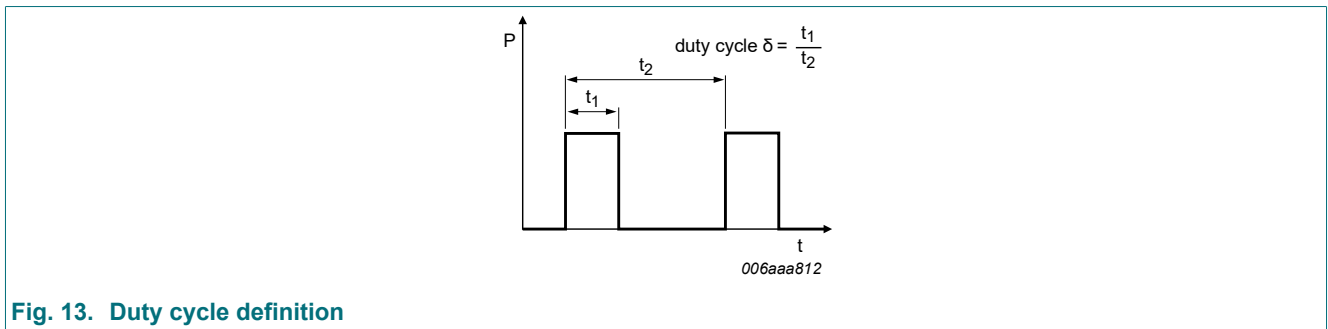 P
duty cycle δ = t1
t2
t2
t1
t
006aaa812
Fig. 13. Duty cycle definition